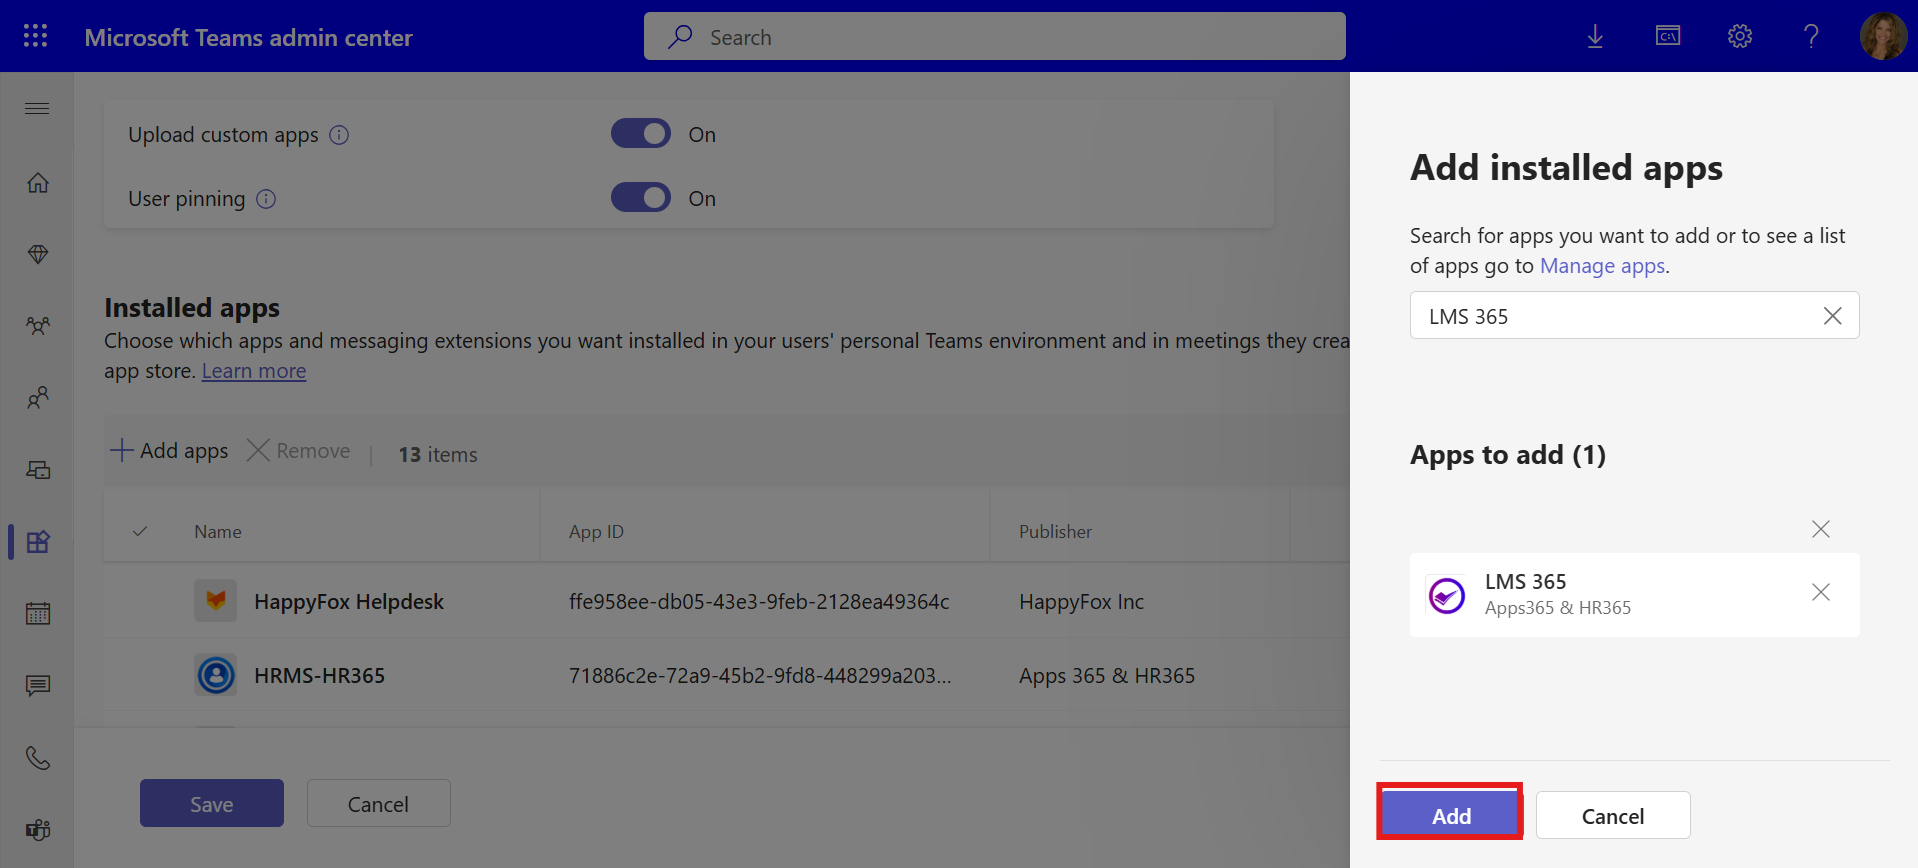 Microsoft Teams admin center
Search
C:\
Upload custom apps
On
User pinning
On
Installed apps
Choose which apps and messaging extensions you want installed in your users' personal Teams environment and in meetings they crea
app store. Learn more
Add apps
Remove
13 items
Name
App ID
Publisher
HappyFox Helpdesk
ffe958ee-db05-43e3-9feb-2128ea49364c
HappyFox Inc
HRMS-HR365
71886c2e-72a9-45b2-9fd8-448299a203...
Apps 365 & HR365
Save
Cancel
Add installed apps
Search for apps you want to add or to see a list
of apps go to Manage apps.
LMS 365
Apps to add (1)
LMS 365
Apps365 & HR365
Add
Cancel